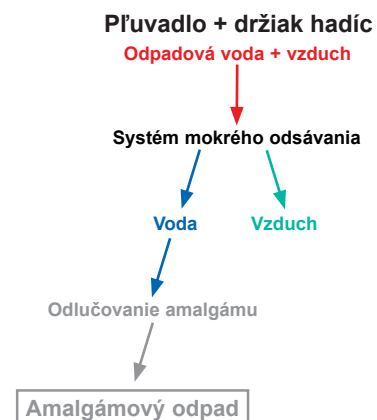 Pľuvadlo + držiak hadíc
Odpadová voda + vzduch
Systém mokrého odsávania
Voda Vzduch
Odlučovanie amalgámu
Amalgámový odpad